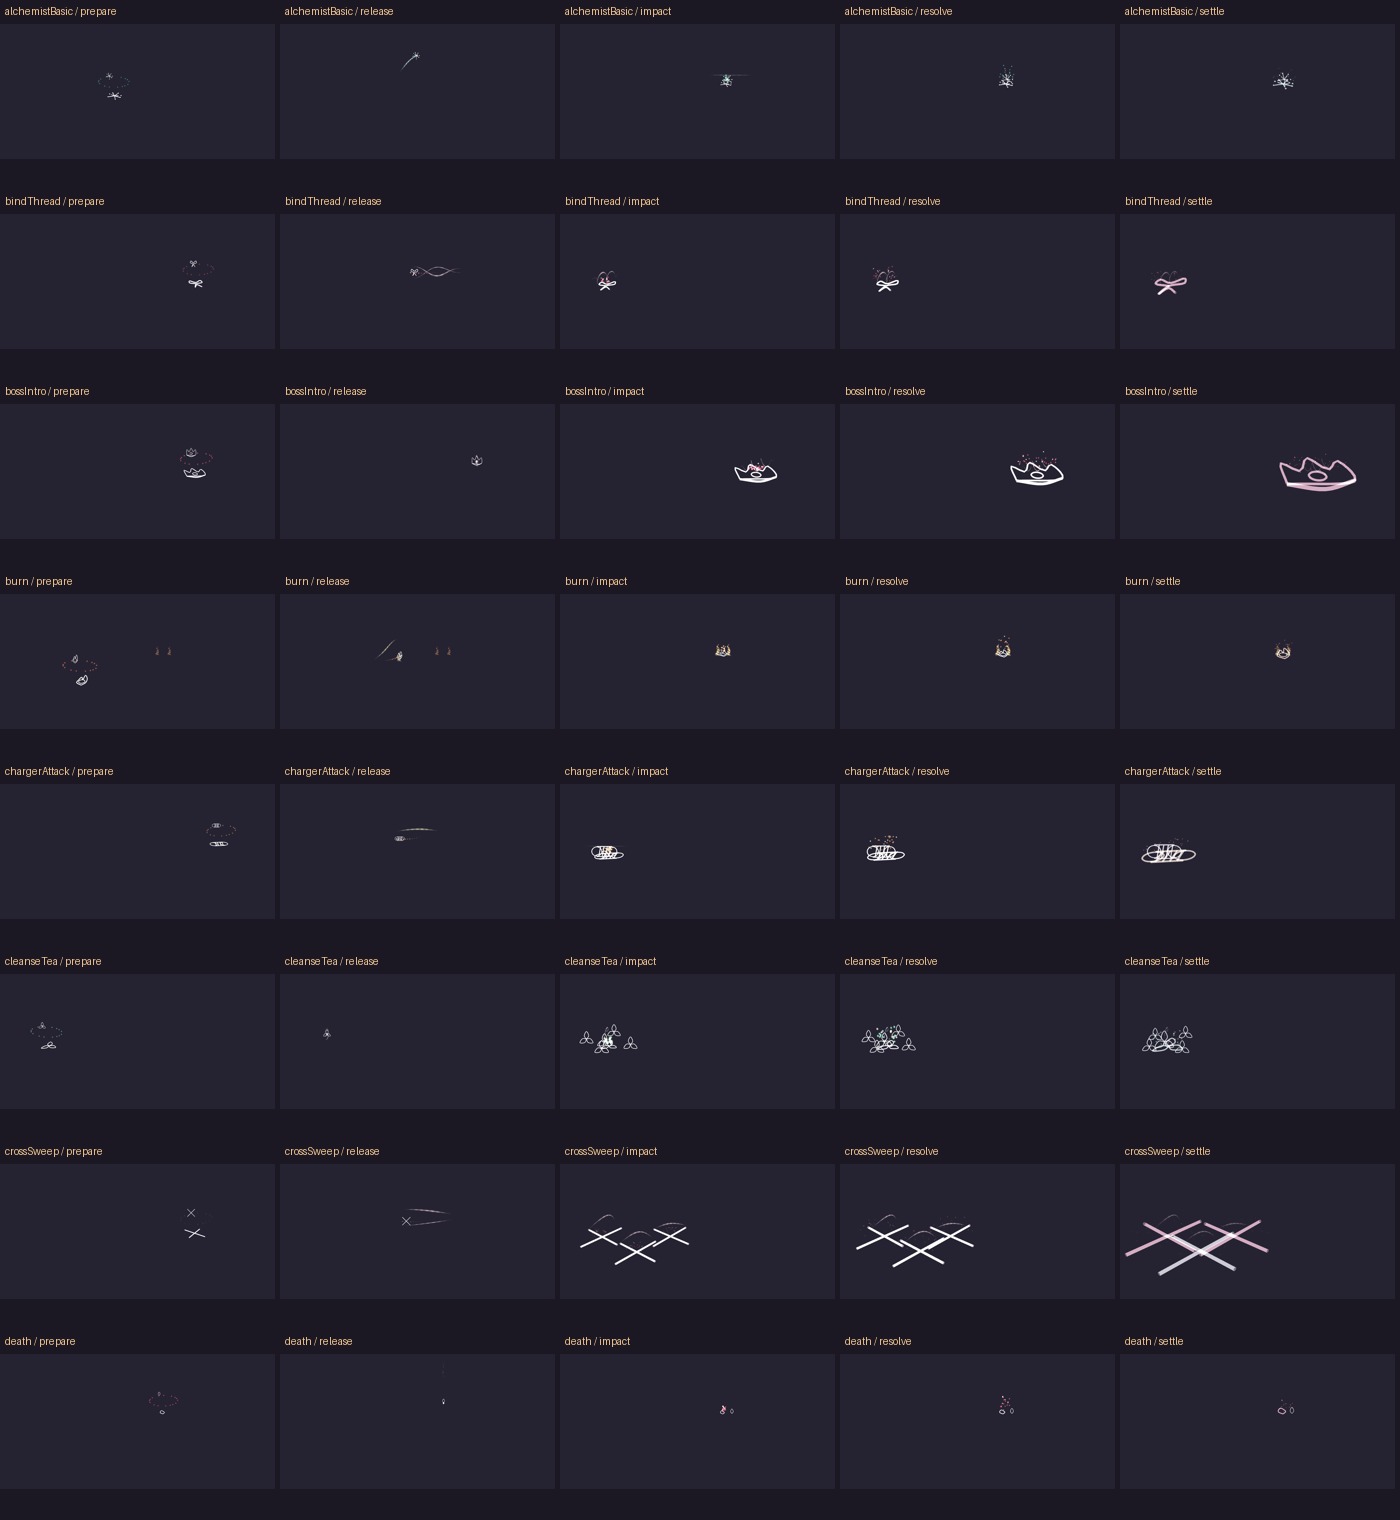 alchemistBasic / prepare
alchemistBasic / release
alchemistBasic / impact
alchemistBasic / resolve
alchemistBasic / settle
bindThread / prepare
bindThread / release
bindThread / impact
bindThread / resolve
bindThread / settle
bossIntro / prepare
bossIntro / release
bossIntro / impact
bossIntro / resolve
bossIntro / settle
burn / prepare
burn / release
burn / impact
burn / resolve
burn / settle
chargerAttack / prepare
chargerAttack / release
chargerAttack / impact
chargerAttack / resolve
chargerAttack / settle
cleanseTea / prepare
cleanseTea / release
cleanseTea / impact
cleanseTea / resolve
cleanseTea / settle
crossSweep / prepare
crossSweep / release
crossSweep / impact
crossSweep / resolve
crossSweep / settle
death / prepare
death / release
death / impact
death / resolve
death / settle